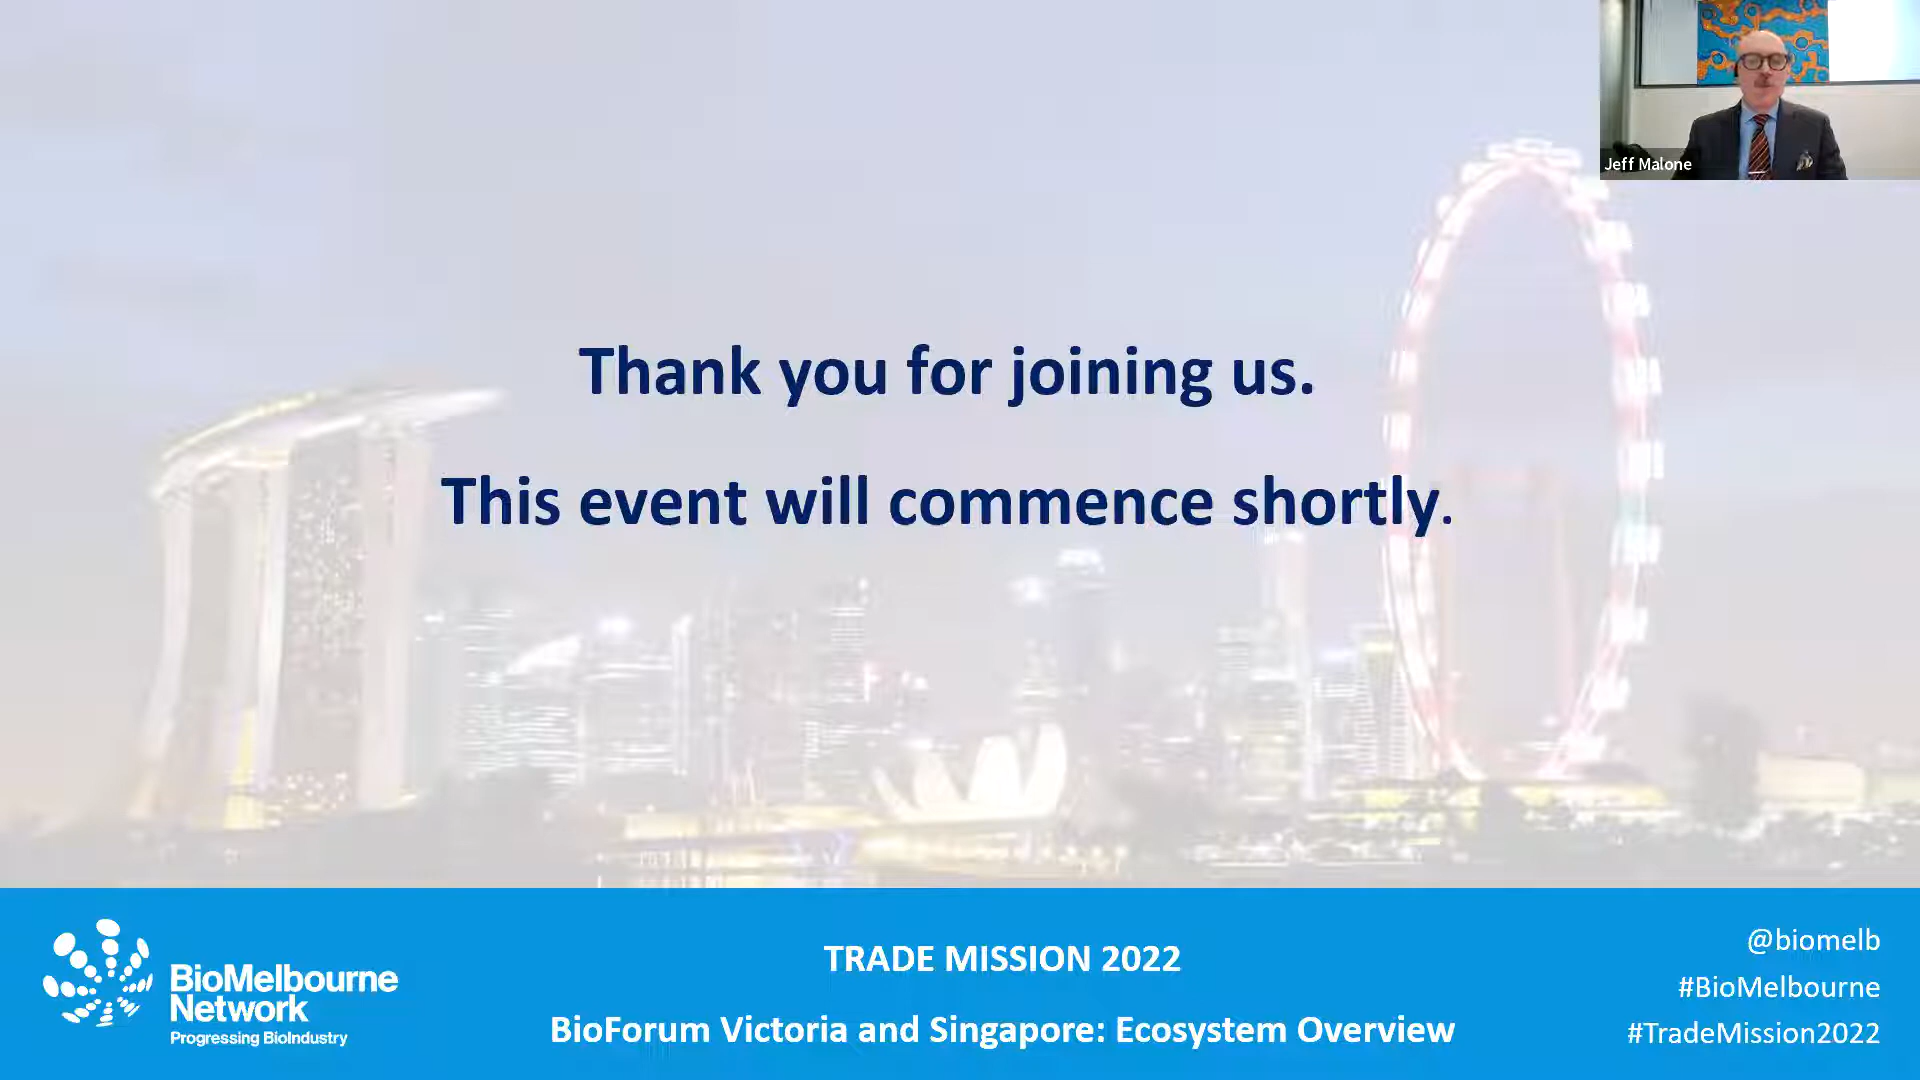 Jeff Malone
Thank you for joining us.
This event will commence shortly.
BioMelbourne
Network
Progressing BioIndustry
TRADE MISSION 2022
BioForum Victoria and Singapore: Ecosystem Overview
@biomelb
#BioMelbourne
#TradeMission2022